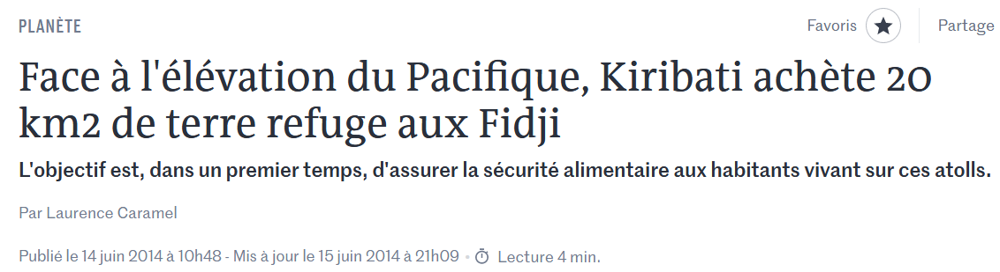 PLANÈTE
Favoris
Partage
Face à l'élévation du Pacifique, Kiribati achète 20
km2 de terre refuge aux Fidji
L'objectif est, dans un premier temps, d'assurer la sécurité alimentaire aux habitants vivant sur ces atolls.
Par Laurence Caramel
Publié le 14 juin 2014 à 10h48 - Mis à jour le 15 juin 2014 à 21h09 • Lecture 4 min.